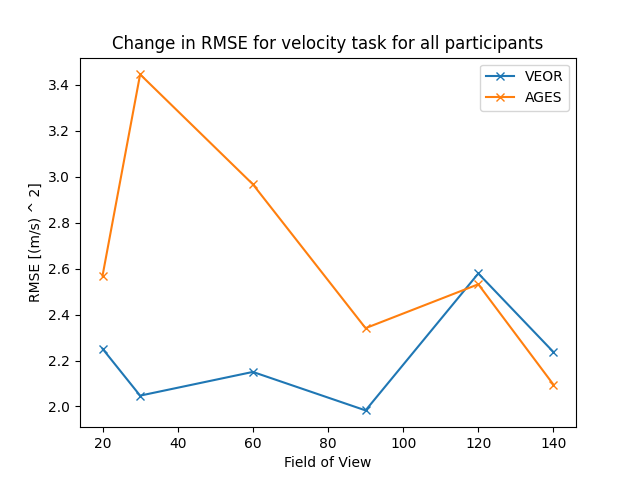 Change in RMSE for velocity task for all participants
VEOR
AGES
3.4
3.2
3.0
2.8
2.6
2.4
2.2
2.0
RMSE [(m/s) ^ 2]
20 40 60 80 100 120 140
Field of View